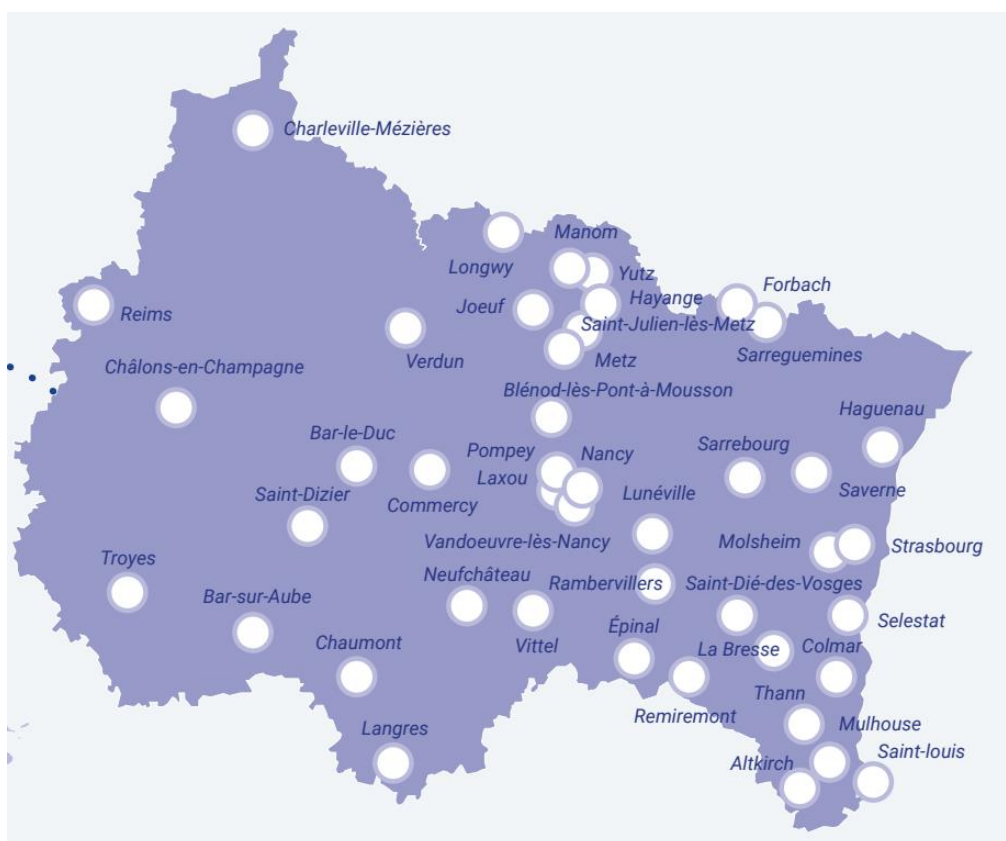 Charleville-Mézières
Manom
Longwy
Yutz
Forbach
Hayange
Joeuf
Reims
Saint-Julien-lès-Metz
Verdun
Metz
Sarreguemines
Châlons-en-Champagne
Blénod-lès-Pont-à-Mousson
Haguenau
Bar-le-Duc
Pompey
Nancy
Sarrebourg
Laxou
Saint-Dizier
Commercy
Lunéville
Saverne
Vandoeuvre-lès-Nancy
Molsheim
Strasbourg
Troyes
Neufchâteau
Rambervillers
Saint-Dié-des-Vosges
Bar-sur-Aube
Selestat
Épinal
Vittel
Chaumont
La Bresse
Colmar
Thann
Remiremont
Langres
Mulhouse
Saint-louis
Altkirch